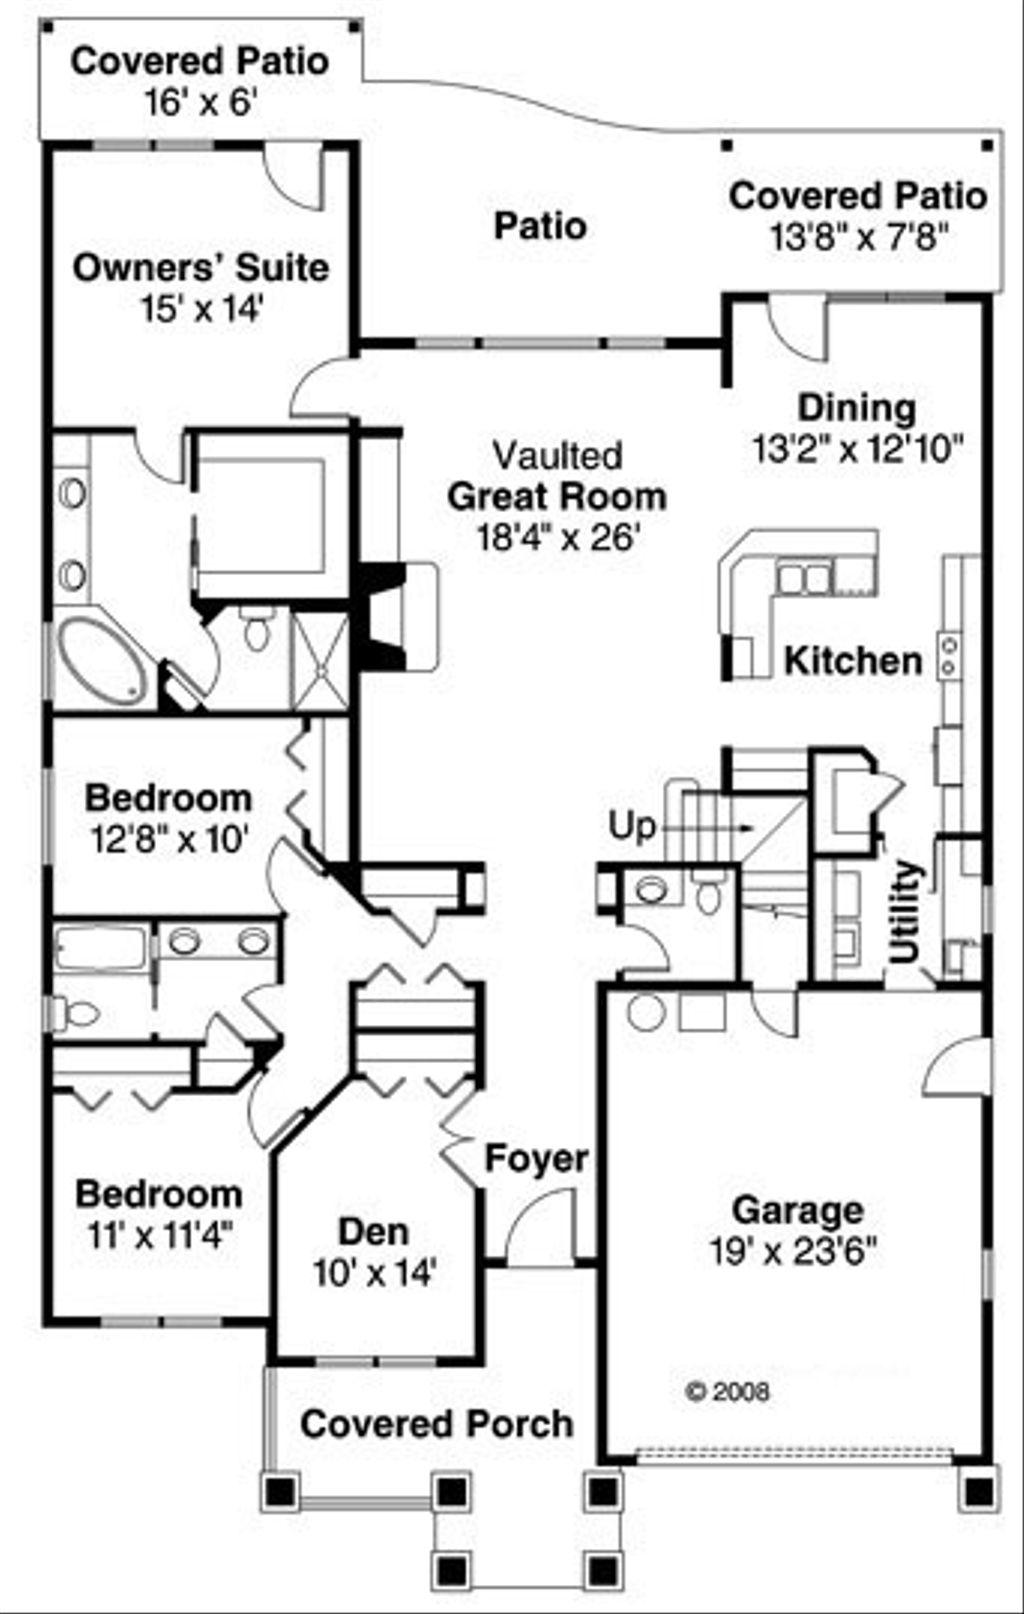 Covered Patio
16' x 6'
Covered Patio
13'8" x 7'8"
Patio
Owners’ Suite
15' x 14'
Dining
13'2" x 12'10"
Vaulted
Great Room
18'4" x 26'
Kitchen
Bedroom
12'8" x 10'
Up
Utility
Foyer
Bedroom
11' x 11'4"
Den
10' x 14'
Garage
19' x 23'6"
© 2008
Covered Porch